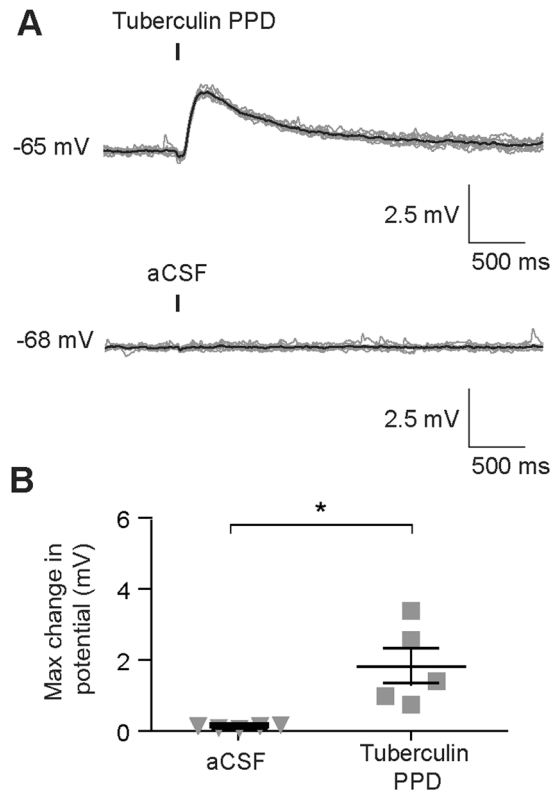 A
Tuberculin PPD
-65 mV
2.5 mV
500 ms
aCSF
-68 mV
2.5 mV
500 ms
B
*
Max change in
potential (mV)
6
4
2
0
aCSF
Tuberculin
PPD